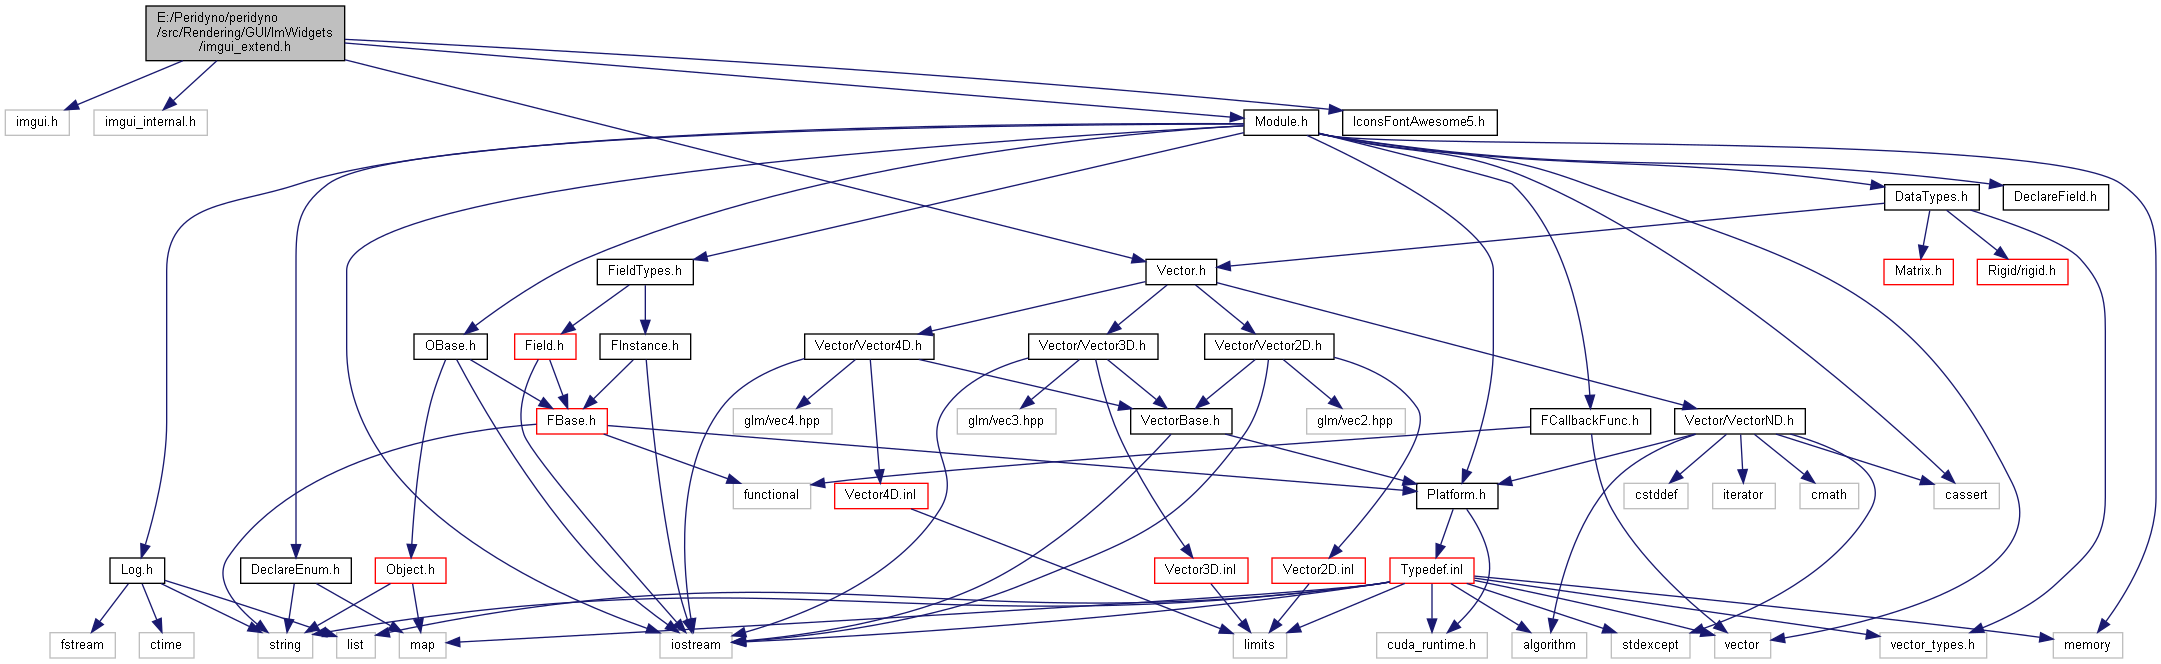 E:/Peridyno/peridyno
/src/Rendering/GUI/ImWidgets
/imgui_extend.h
imgui.h
imgui_internal.h
Module.h
IconsFontAwesome5.h
DataTypes.h
DeclareField.h
FieldTypes.h
Vector.h
Matrix.h
Rigid/rigid.h
OBase.h
Field.h
FInstance.h
Vector/Vector4D.h
Vector/Vector3D.h
Vector/Vector2D.h
FBase.h
glm/vec4.hpp
glm/vec3.hpp
VectorBase.h
glm/vec2.hpp
FCallbackFunc.h
Vector/VectorND.h
functional
Vector4D.inl
Platform.h
cstddef
iterator
cmath
cassert
Log.h
DeclareEnum.h
Object.h
Vector3D.inl
Vector2D.inl
Typedef.inl
fstream
ctime
string
list
map
iostream
limits
cuda_runtime.h
algorithm
stdexcept
vector
vector_types.h
memory